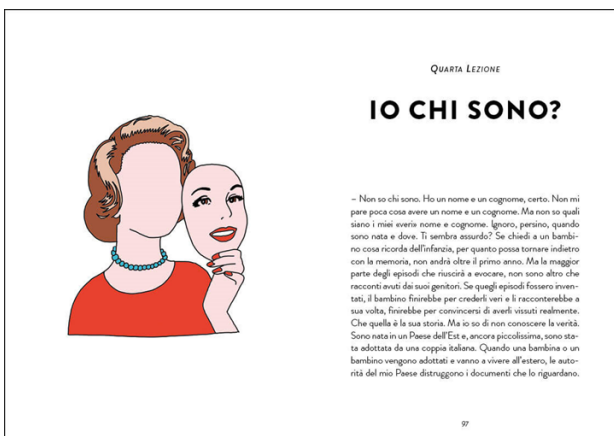 QUARTA LEZIONE
IO CHI SONO?
– Non so chi sono. Ho un nome e un cognome, certo. Non mi
pare poca cosa avere un nome e un cognome. Ma non so quali
siano i miei «veri» nome e cognome. Ignoro, persino, quando
sono nata e dove. Ti sembra assurdo? Se chiedi a un bambi-
no cosa ricorda dell’infanzia, per quanto possa tornare indietro
con la memoria, non andrà oltre il primo anno. Ma la maggior
parte degli episodi che riuscirà a evocare, non sono altro che
racconti avuti dai suoi genitori. Se quegli episodi fossero inven-
tati, il bambino finirebbe per crederli veri e li racconterebbe a
sua volta, finirebbe per convincersi di averli vissuti realmente.
Che quella è la sua storia. Ma io so di non conoscere la verità.
Sono nata in un Paese dell’Est e, ancora piccolissima, sono sta-
ta adottata da una coppia italiana. Quando una bambina o un
bambino vengono adottati e vanno a vivere all’estero, le auto-
rità del mio Paese distruggono i documenti che lo riguardano.
97